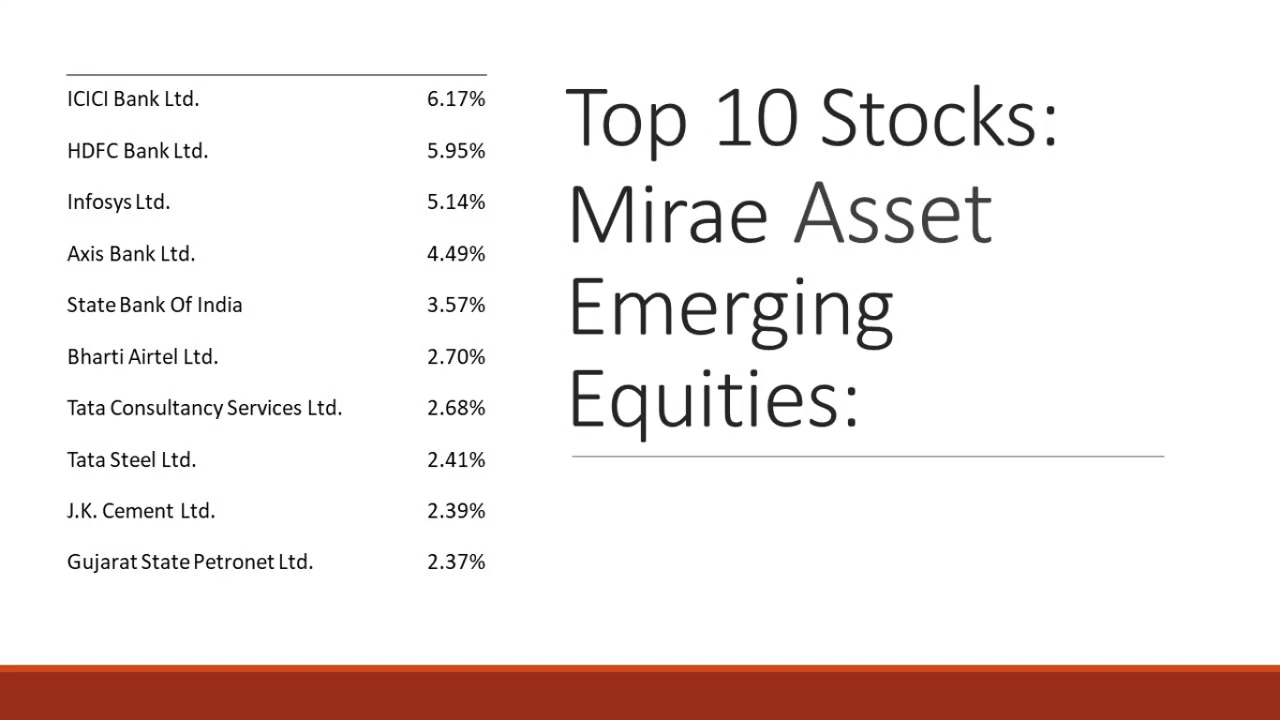 ICICI Bank Ltd. 6.17%
HDFC Bank Ltd. 5.95%
Infosys Ltd. 5.14%
Axis Bank Ltd. 4.49%
State Bank Of India 3.57%
Bharti Airtel Ltd. 2.70%
Tata Consultancy Services Ltd. 2.68%
Tata Steel Ltd. 2.41%
J.K. Cement Ltd. 2.39%
Gujarat State Petronet Ltd. 2.37%
Top 10 Stocks:
Mirae Asset
Emerging
Equities: